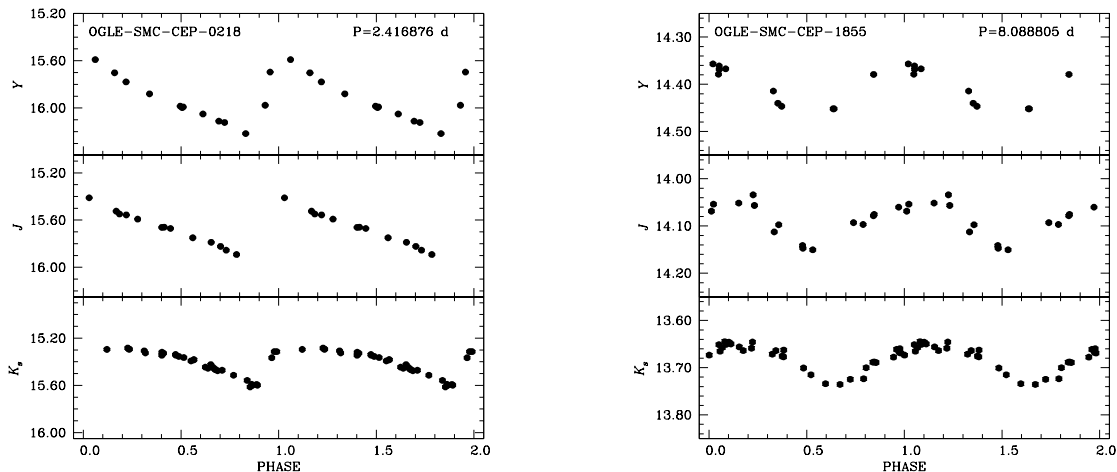 OGLE-SMC-CEP-0218 P=2.416876 d
15.20
15.60
16.00
Y
15.20
15.60
16.00
J
15.20
15.60
16.00
Ks
0.0 0.5 1.0 1.5 2.0
PHASE
OGLE-SMC-CEP-1855 P=8.088805 d
14.30
14.40
14.50
Y
14.00
14.10
14.20
J
13.60
13.70
13.80
Ks
0.0 0.5 1.0 1.5 2.0
PHASE